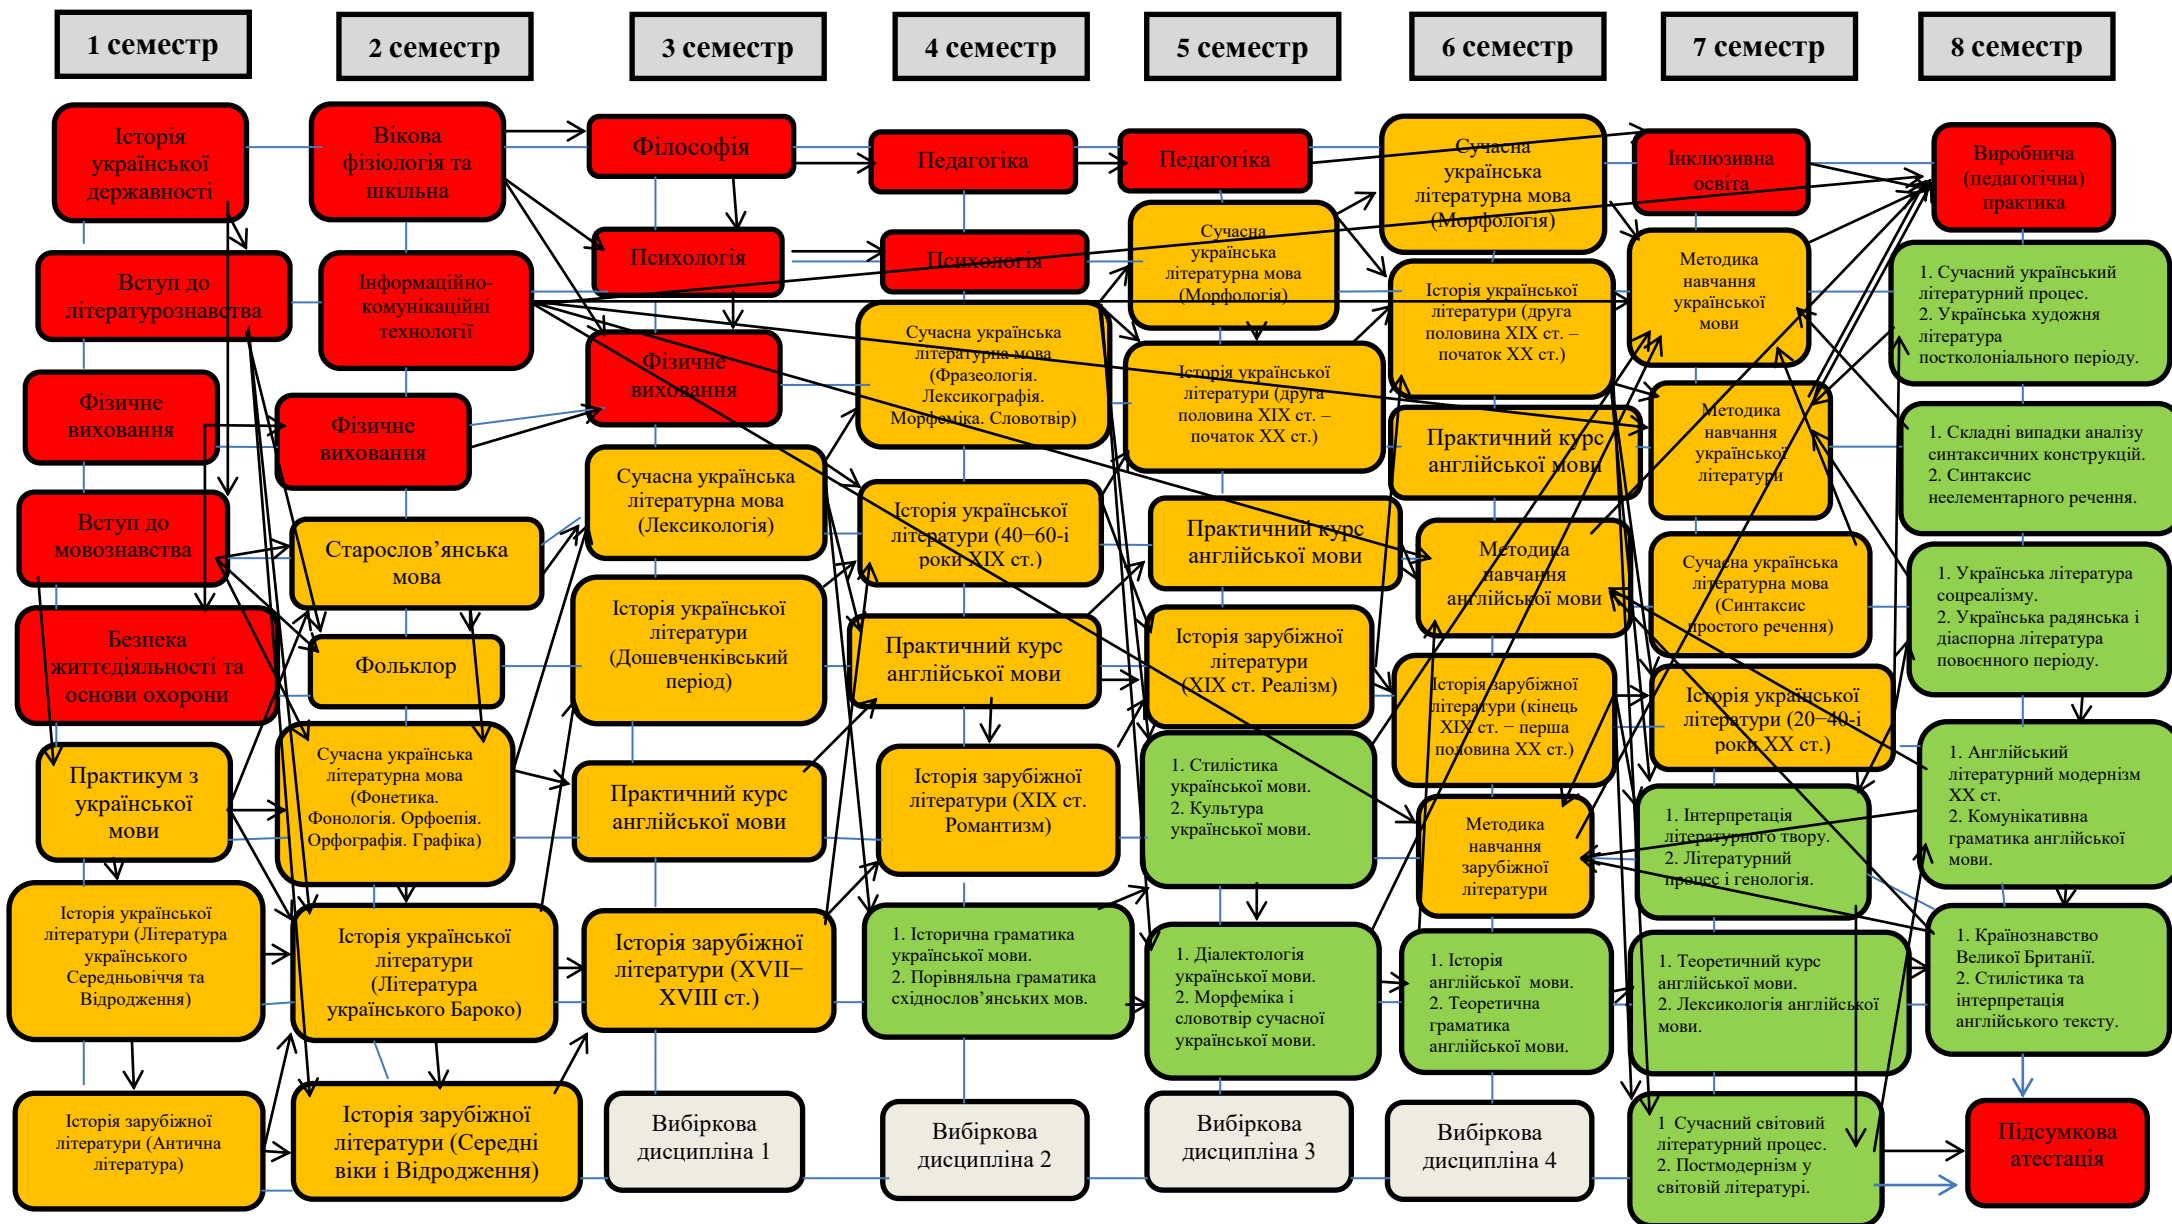 1 семестр
2 семестр
3 семестр
4 семестр
5 семестр
6 семестр
7 семестр
8 семестр
Історія
української
державності
Вступ до
літературознавства
Фізичне
виховання
Вступ до
мовознавства
Безпека
життєдіяльності та
основи охорони
Практикум з
української
мови
Історія української
літератури (Література
українського
Середньовіччя та
Відродження)
Історія зарубіжної
літератури (Антична
література)
Вікова
фізіологія та
шкільна
Інформаційно-
комунікаційні
технології
Фізичне
виховання
Старослов’янська
мова
Фольклор
Сучасна українська
літературна мова
(Фонетика.
Фонологія. Орфоепія.
Орфографія. Графіка)
Історія української
літератури
(Література
українського Бароко)
Історія зарубіжної
літератури (Середні
віки і Відродження)
Філософія
Психологія
Фізичне
виховання
Сучасна українська
літературна мова
(Лексикологія)
Історія української
літератури
(Дошевченківський
період)
Практичний курс
англійської мови
Історія зарубіжної
літератури (XVII−
XVIII ст.)
Вибіркова
дисципліна 1
Педагогіка
Психологія
Сучасна українська
літературна мова
(Фразеологія.
Лексикографія.
Морфеміка. Словотвір)
Історія української
літератури (40−60-і
роки XIX ст.)
Практичний курс
англійської мови
Історія зарубіжної
літератури (XIX ст.
Романтизм)
1. Історична граматика
української мови.
2. Порівняльна граматика
східнослов’янських мов.
Вибіркова
дисципліна 2
Педагогіка
Сучасна
українська
літературна мова
(Морфологія)
Історія української
літератури (друга
половина XIX ст. –
початок XX ст.)
Практичний курс
англійської мови
Історія зарубіжної
літератури
(XIX ст. Реалізм)
1. Стилістика
української мови.
2. Культура
української мови.
1. Діалектологія
української мови.
2. Морфеміка і
словотвір сучасної
української мови.
Вибіркова
дисципліна 3
Сучасна
українська
літературна мова
(Морфологія)
Історія української
літератури (друга
половина XIX ст. –
початок XX ст.)
Практичний курс
англійської мови
Методика
навчання
англійської мови
Історія зарубіжної
літератури (кінець
XIX ст. − перша
половина XX ст.)
Методика
навчання
зарубіжної
літератури
1. Історія
англійської мови.
2. Теоретична
граматика
англійської мови.
Вибіркова
дисципліна 4
Інклюзивна
освіта
Методика
навчання
української
мови
Методика
навчання
української
літератури
Сучасна українська
літературна мова
(Синтаксис
простого речення)
Історія української
літератури (20−40-і
роки XX ст.)
1. Інтерпретація
літературного твору.
2. Літературний
процес і генологія.
1. Теоретичний курс
англійської мови.
2. Лексикологія англійської
мови.
1 Сучасний світовий
літературний процес.
2. Постмодернізм у
світовій літературі.
Виробнича
(педагогічна)
практика
1. Сучасний український
літературний процес.
2. Українська художня
література
постколоніального періоду.
1. Складні випадки аналізу
синтаксичних конструкцій.
2. Синтаксис
неелементарного речення.
1. Українська література
соцреалізму.
2. Українська радянська і
діаспорна література
повоєнного періоду.
1. Англійський
літературний модернізм
XX ст.
2. Комунікативна
граматика англійської
мови.
1. Країнознавство
Великої Британії.
2. Стилістика та
інтерпретація
англійського тексту.
Підсумкова
атестація